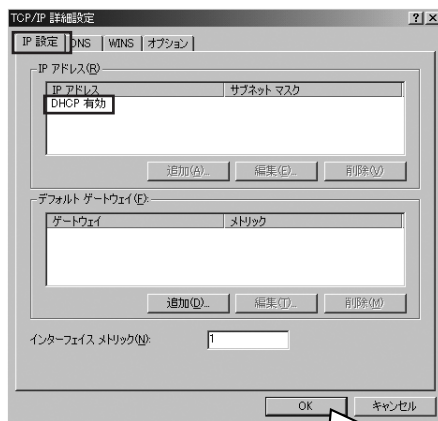 TCP/IP 詳細設定
IP 設定 DNS WINS オプション
IP アドレス(R)
IP アドレス サブネット マスク
DHCP 有効
追加(A)... 編集(E)... 削除(V)
デフォルト ゲートウェイ(F):
ゲートウェイ メトリック
追加(D)... 編集(T)... 削除(M)
インターフェイス メトリック(N): 1
OK キャンセル